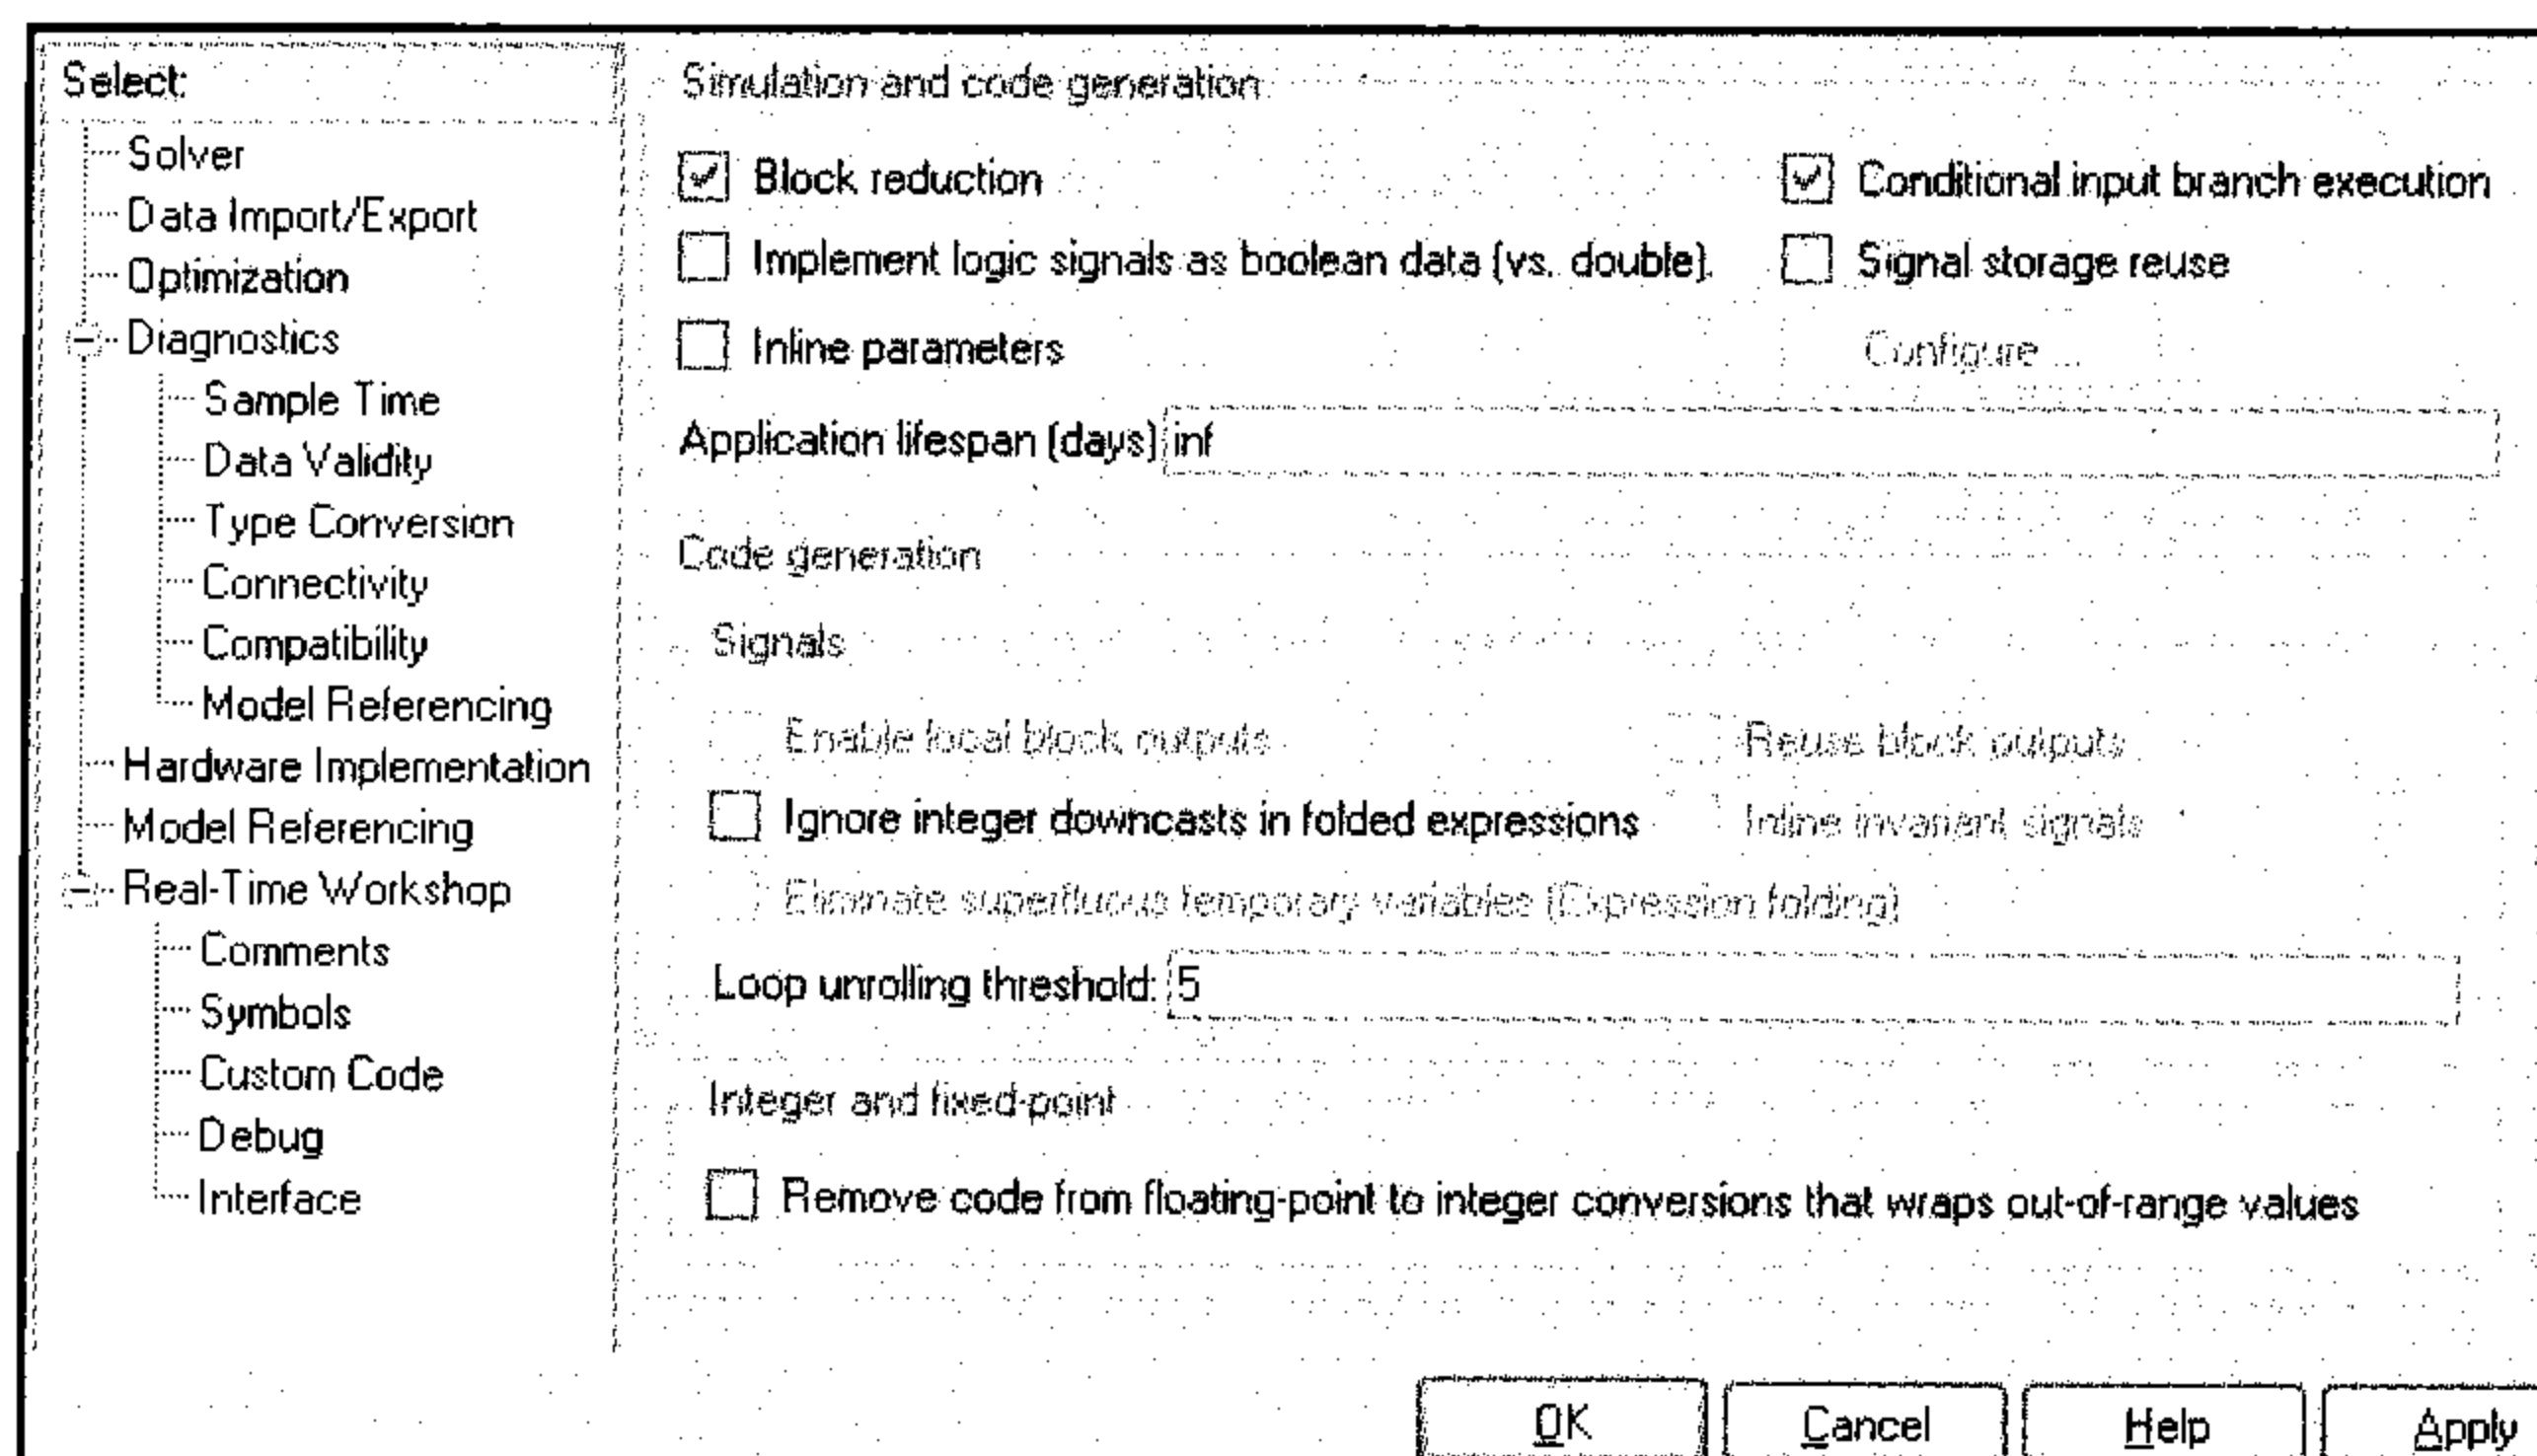 Select:
Solver
Data Import/Export
Optimization
Diagnostics
Sample Time
Data Validity
Type Conversion
Connectivity
Compatibility
Model Referencing
Hardware Implementation
Model Referencing
Real-Time Workshop
Comments
Symbols
Custom Code
Debug
Interface
Simulation and code generation
Block reduction
Conditional input branch execution
Implement logic signals as boolean data (vs. double)
Signal storage reuse
Inline parameters
Configure ...
Application lifespan (days) inf
Code generation
Signals
Enable local block outputs
Reuse block outputs
Ignore integer downcasts in folded expressions
Inline invariant signals
Eliminate superfluous temporary variables (Expression folding)
Loop unrolling threshold: 5
Integer and fixed-point
Remove code from floating-point to integer conversions that wraps out-of-range values
OK Cancel Help Apply